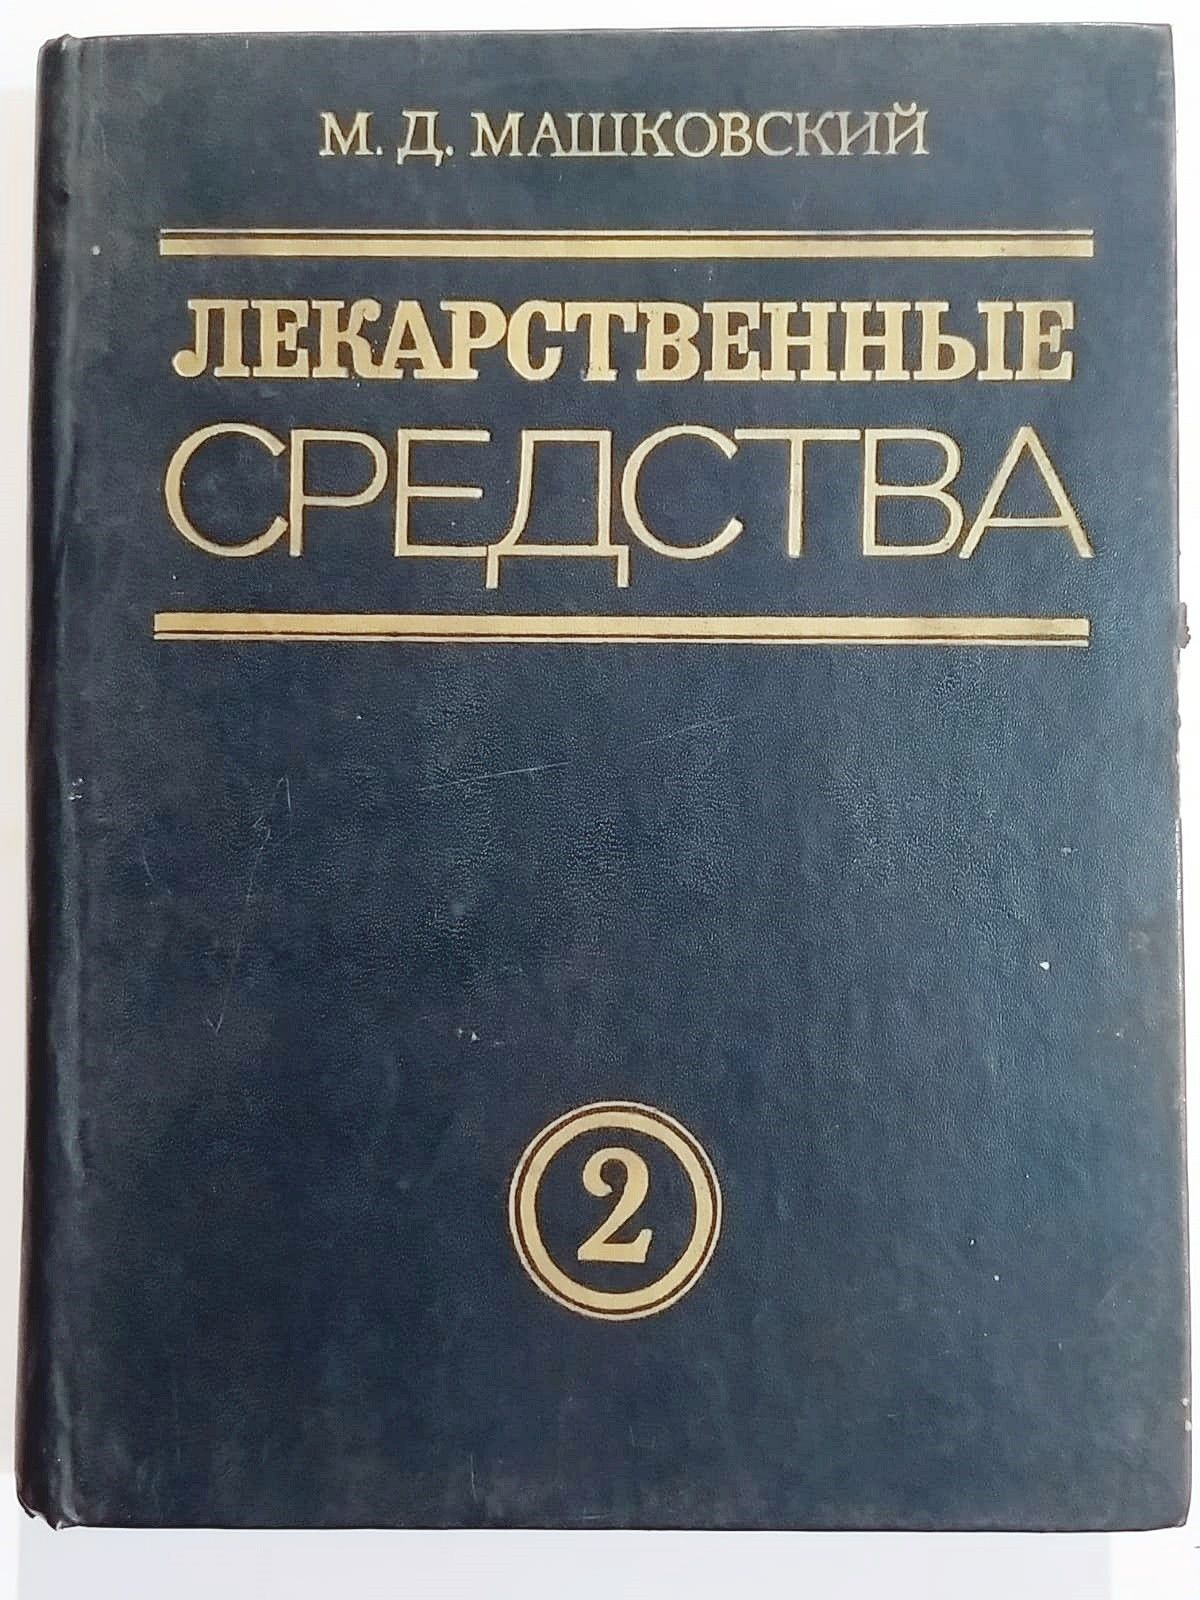 М. Д. МАШКОВСКИЙ
ЛЕКАРСТВЕННЫЕ
СРЕДСТВА
2